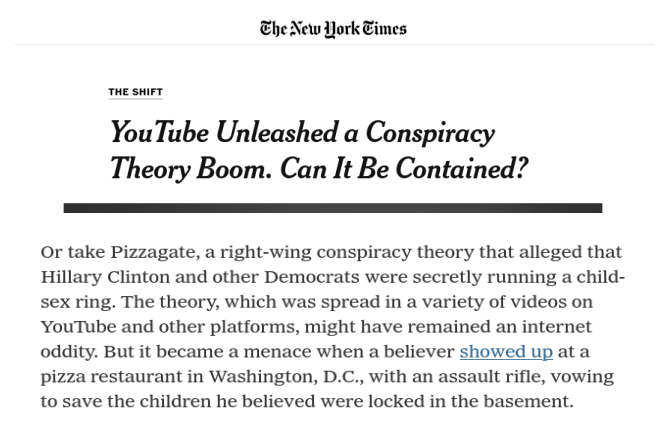 The New York Times
THE SHIFT
YouTube Unleashed a Conspiracy
Theory Boom. Can It Be Contained?
Or take Pizzagate, a right-wing conspiracy theory that alleged that
Hillary Clinton and other Democrats were secretly running a child-
sex ring. The theory, which was spread in a variety of videos on
YouTube and other platforms, might have remained an internet
oddity. But it became a menace when a believer showed up at a
pizza restaurant in Washington, D.C., with an assault rifle, vowing
to save the children he believed were locked in the basement.